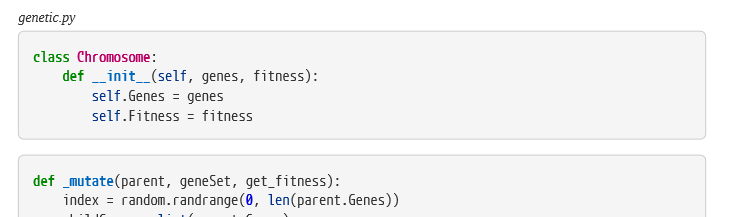 genetic.py
class Chromosome:
    def __init__(self, genes, fitness):
        self.Genes = genes
        self.Fitness = fitness
def _mutate(parent, geneSet, get_fitness):
    index = random.randrange(0, len(parent.Genes))